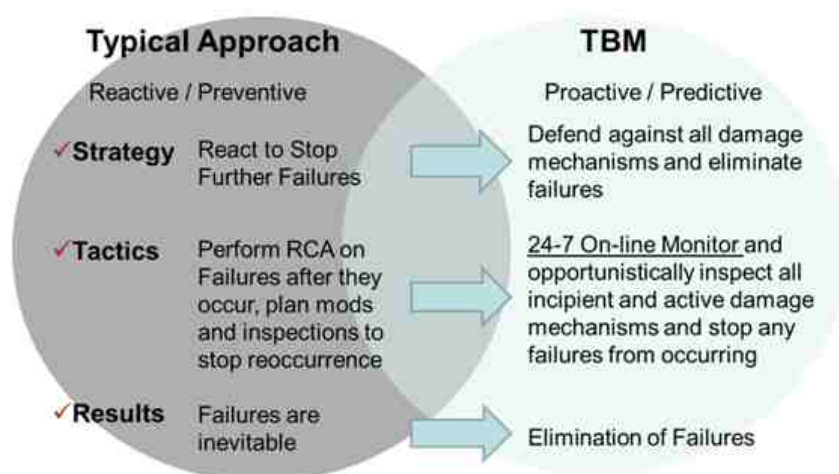 Typical Approach
Reactive / Preventive
✓Strategy
React to Stop
Further Failures
✓Tactics
Perform RCA on
Failures after they
occur, plan mods
and inspections to
stop reoccurrence
✓Results
Failures are
inevitable
TBM
Proactive / Predictive
Defend against all damage
mechanisms and eliminate
failures
24-7 On-line Monitor and
opportunistically inspect all
incipient and active damage
mechanisms and stop any
failures from occurring
Elimination of Failures